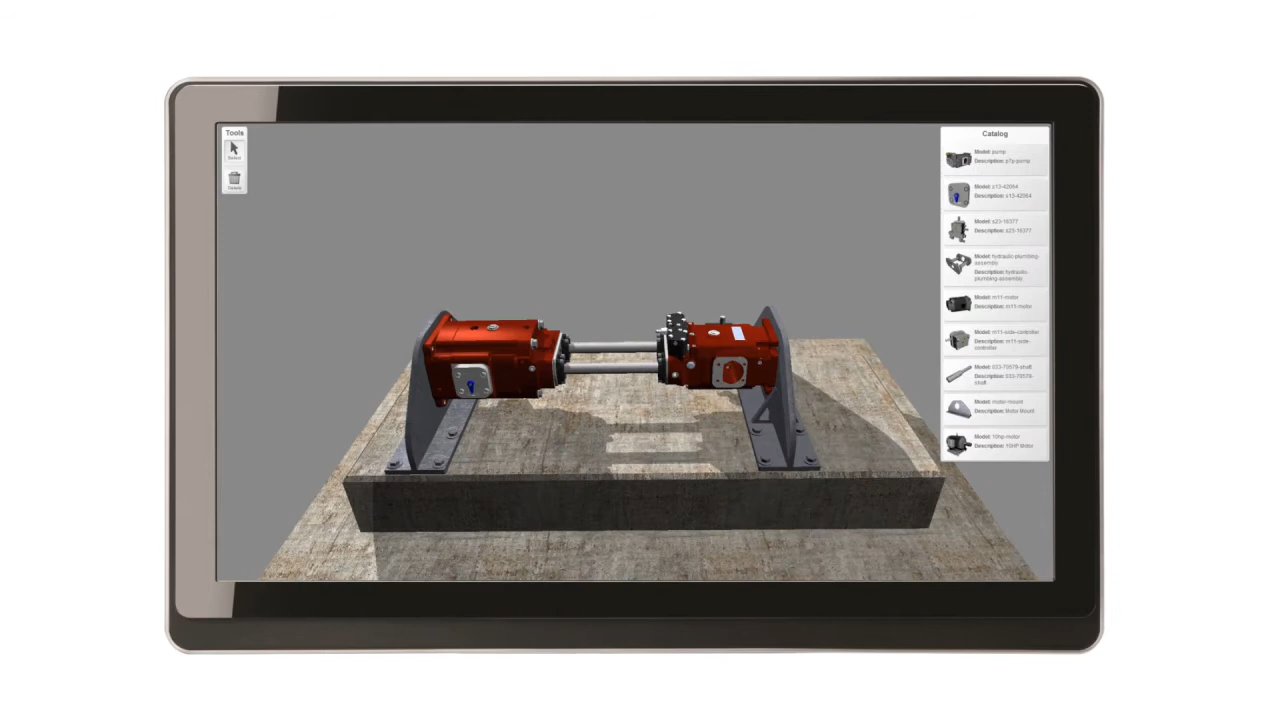 Tools
Select
Delete
Catalog
Model: pump
Description: p7p-pump
Model: s13-42084
Description: s13-42084
Model: s23-16377
Description: s23-16377
Model: hydraulic-plumbing-
assembly
Description: hydraulic-
plumbing-assembly
Model: m11-motor
Description: m11-motor
Model: m11-side-controller
Description: m11-side-
controller
Model: 033-70579-shaft
Description: 033-70579-
shaft
Model: motor-mount
Description: Motor Mount
Model: 10hp-motor
Description: 10HP Motor